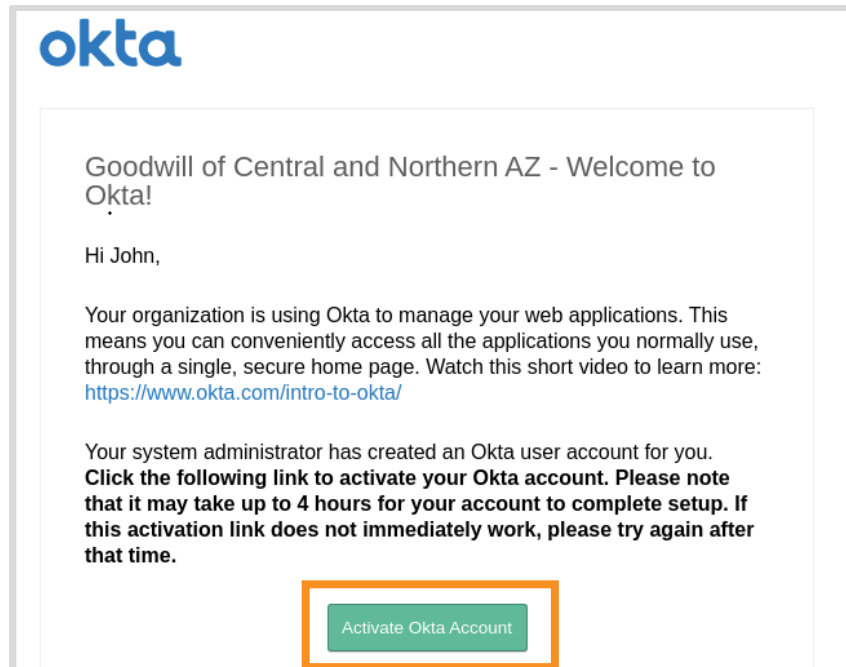 okta
Goodwill of Central and Northern AZ - Welcome to
Okta!
Hi John,
Your organization is using Okta to manage your web applications. This
means you can conveniently access all the applications you normally use,
through a single, secure home page. Watch this short video to learn more:
https://www.okta.com/intro-to-okta/
Your system administrator has created an Okta user account for you.
Click the following link to activate your Okta account. Please note
that it may take up to 4 hours for your account to complete setup. If
this activation link does not immediately work, please try again after
that time.
Activate Okta Account